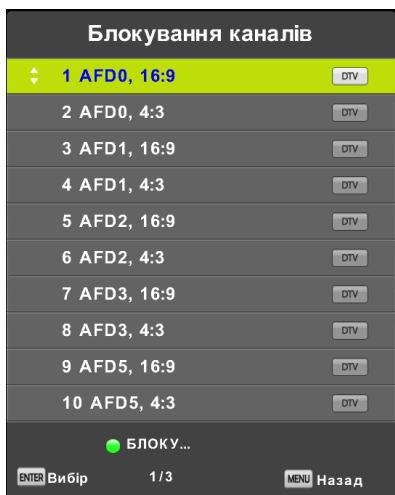 Блокування каналів
1 AFD0, 16:9 DTV
2 AFD0, 4:3 DTV
3 AFD1, 16:9 DTV
4 AFD1, 4:3 DTV
5 AFD2, 16:9 DTV
6 AFD2, 4:3 DTV
7 AFD3, 16:9 DTV
8 AFD3, 4:3 DTV
9 AFD5, 16:9 DTV
10 AFD5, 4:3 DTV
БЛОКУ...
ENTER Вибір 1/3 MENU Назад